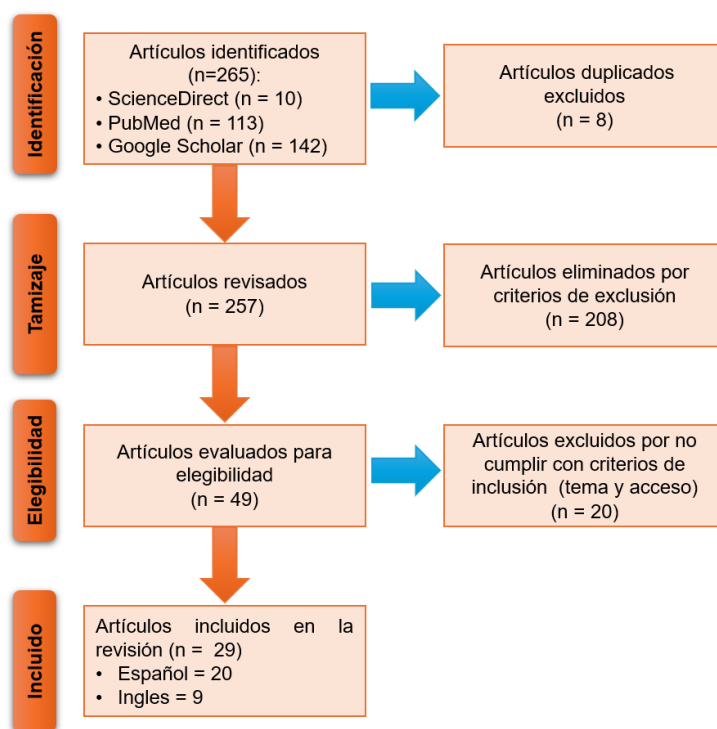 Identificación
Artículos identificados
(n=265):
• ScienceDirect (n = 10)
• PubMed (n = 113)
• Google Scholar (n = 142)
Artículos duplicados
excluidos
(n = 8)
Tamizaje
Artículos revisados
(n = 257)
Artículos eliminados por
criterios de exclusión
(n = 208)
Elegibilidad
Artículos evaluados para
elegibilidad
(n = 49)
Artículos excluidos por no
cumplir con criterios de
inclusión (tema y acceso)
(n = 20)
Incluido
Artículos incluidos en la
revisión (n = 29)
• Español = 20
• Ingles = 9